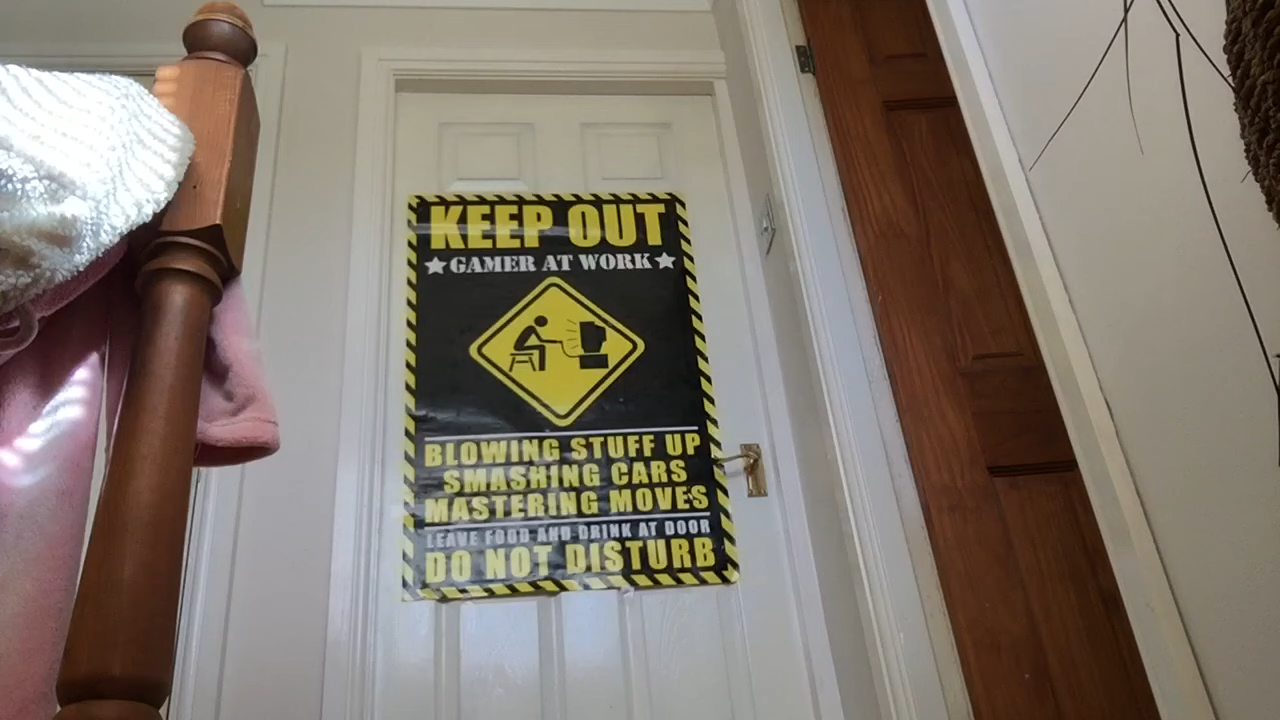 KEEP OUT
GAMER AT WORK
BLOWING STUFF UP
SMASHING CARS
MASTERING MOVES
LEAVE FOOD AND DRINK AT DOOR
DO NOT DISTURB